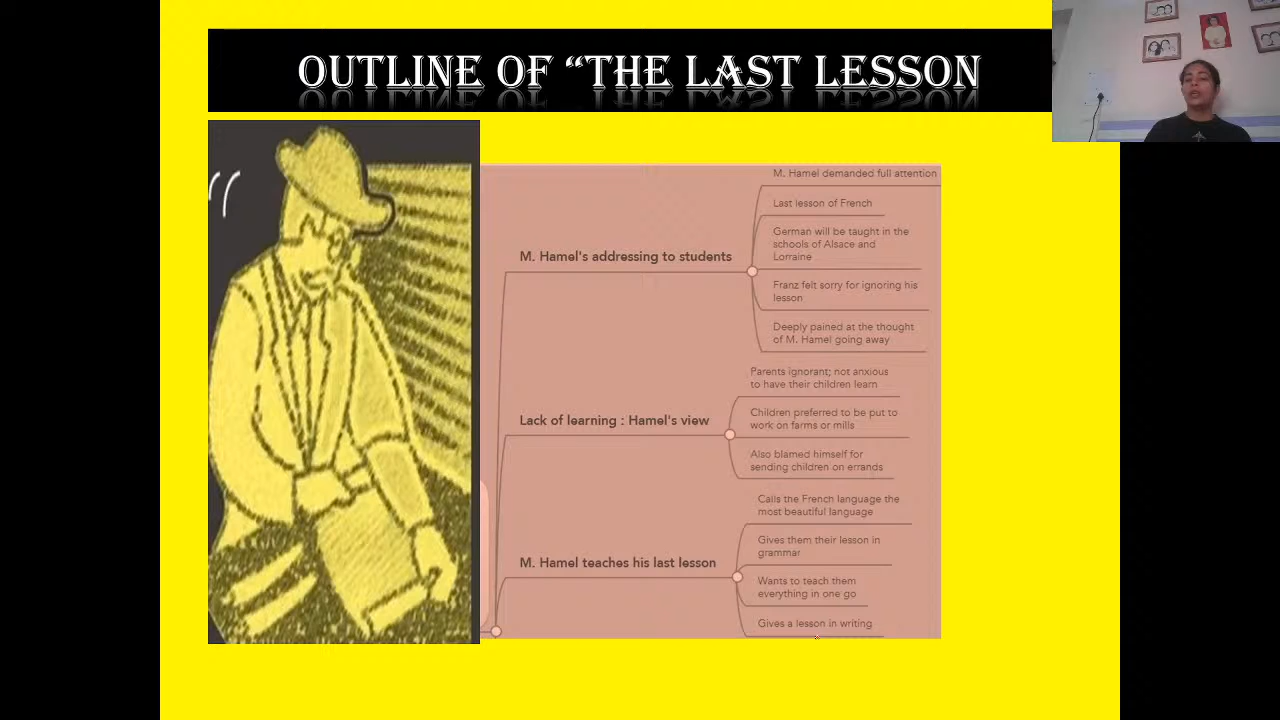 OUTLINE OF “THE LAST LESSON
M. Hamel's addressing to students
M. Hamel demanded full attention
Last lesson of French
German will be taught in the
schools of Alsace and
Lorraine
Franz felt sorry for ignoring his
lesson
Deeply pained at the thought
of M. Hamel going away
Lack of learning : Hamel's view
Parents ignorant; not anxious
to have their children learn
Children preferred to be put to
work on farms or mills
Also blamed himself for
sending children on errands
M. Hamel teaches his last lesson
Calls the French language the
most beautiful language
Gives them their lesson in
grammar
Wants to teach them
everything in one go
Gives a lesson in writing